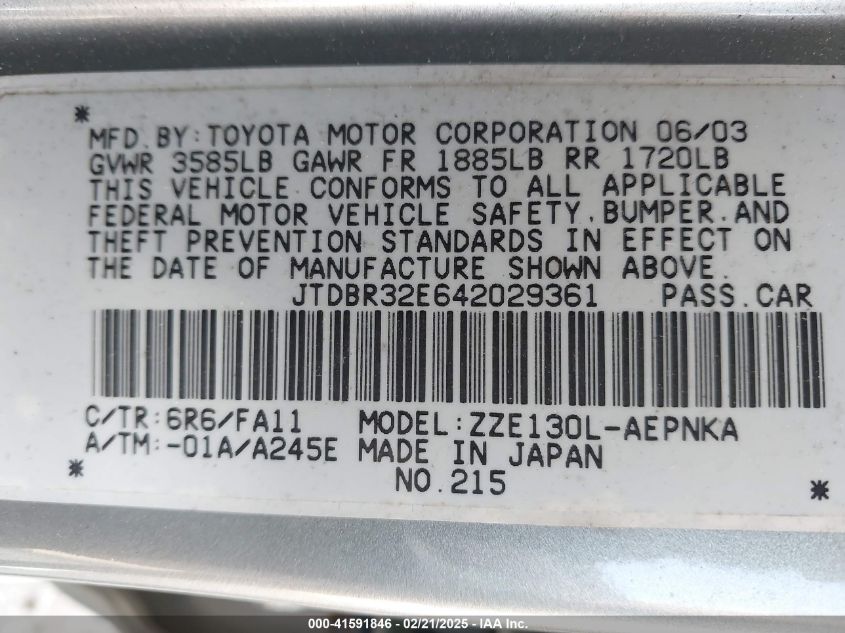 *
MFD.BY:TOYOTA MOTOR CORPORATION 06/03
GVWR 3585LB GAWR FR 1885LB RR 1720LB
THIS VEHICLE CONFORMS TO ALL APPLICABLE
FEDERAL MOTOR VEHICLE SAFETY.BUMPER.AND
THEFT PREVENTION STANDARDS IN EFFECT ON
THE DATE OF MANUFACTURE SHOWN ABOVE.
JTDBR32E642029361 PASS.CAR
C/TR:6R6/FA11 MODEL:ZZE130L-AEPNKA
A/TM:-01A/A245E MADE IN JAPAN
* NO.215 *
000-41591846 - 02/21/2025 - IAA Inc.